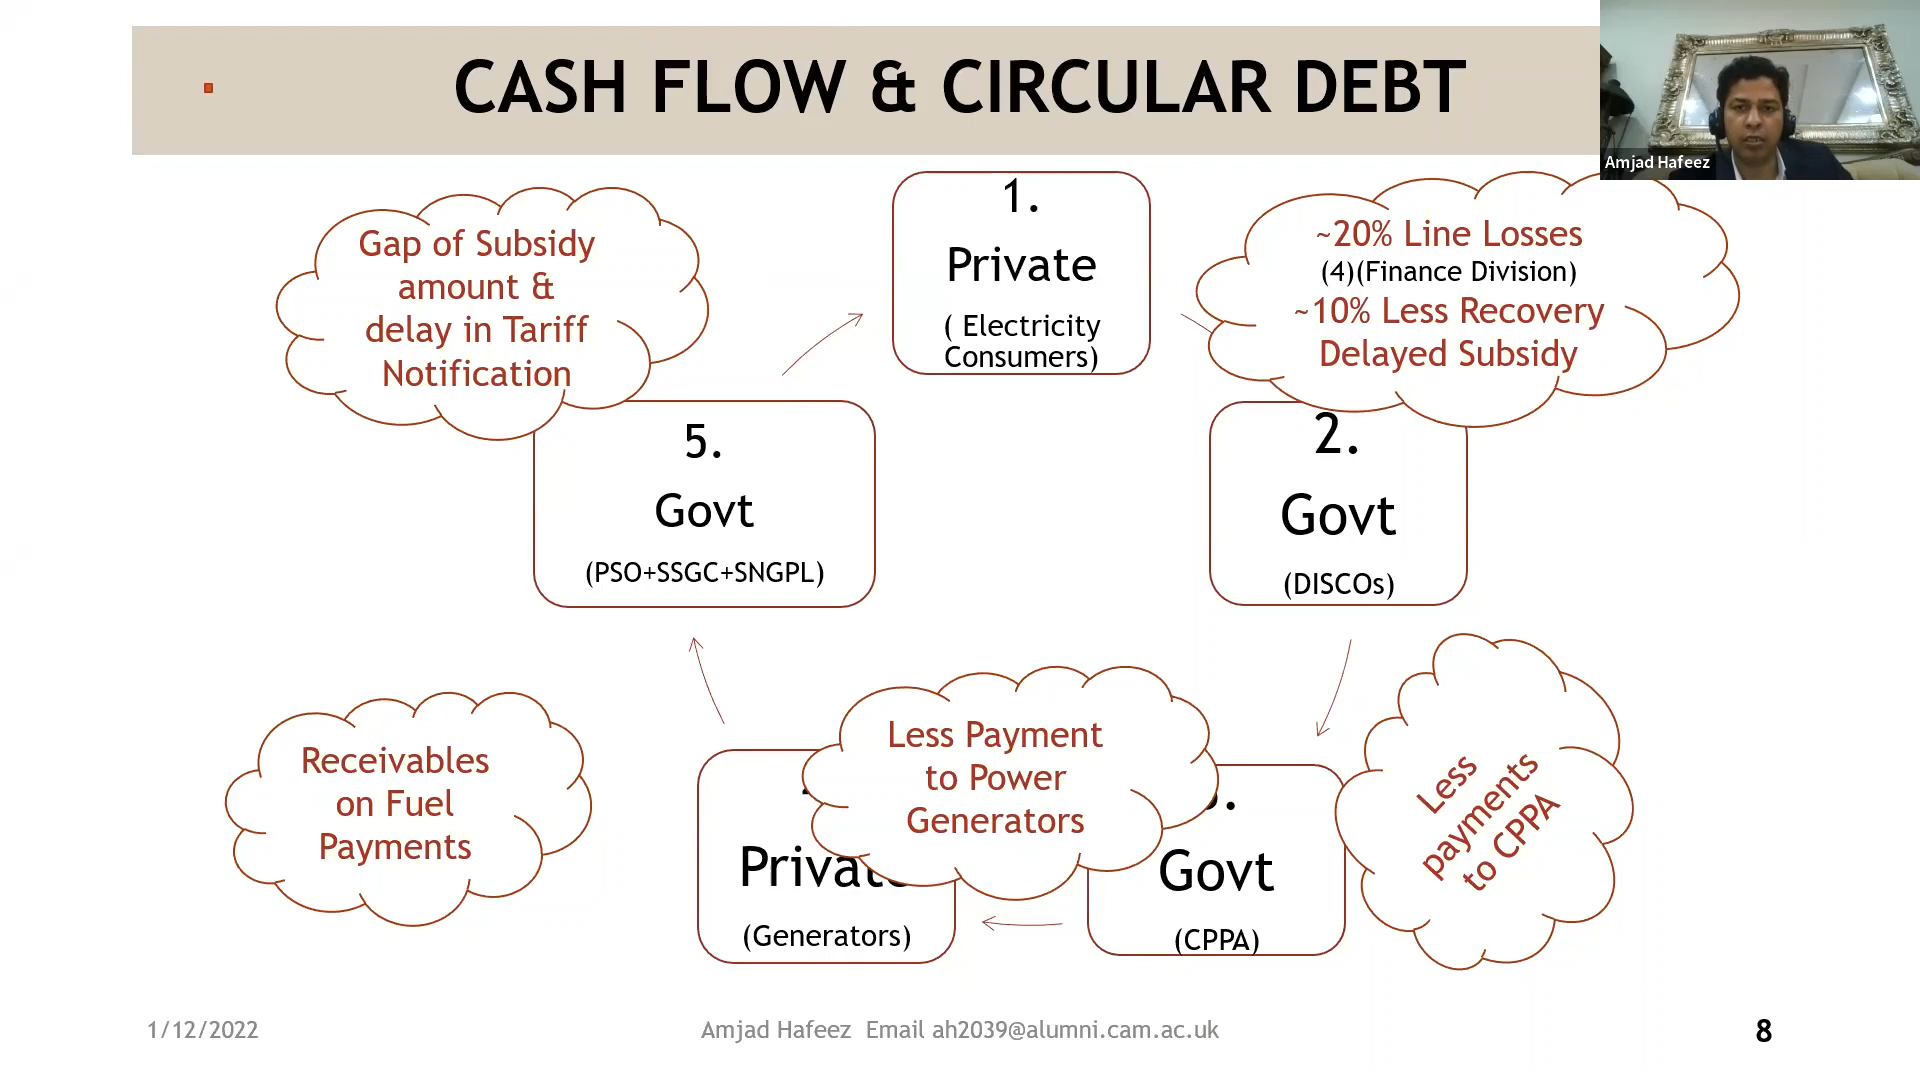 CASH FLOW & CIRCULAR DEBT
Amjad Hafeez
Gap of Subsidy
amount &
delay in Tariff
Notification
1.
Private
( Electricity
Consumers)
~20% Line Losses
(4)(Finance Division)
~10% Less Recovery
Delayed Subsidy
5.
Govt
(PSO+SSGC+SNGPL)
2.
Govt
(DISCOs)
Receivables
on Fuel
Payments
Less Payment
to Power
Generators
(Generators)
Govt
(CPPA)
Less
payments
to CPPA
1/12/2022
Amjad Hafeez  Email ah2039@alumni.cam.ac.uk
8